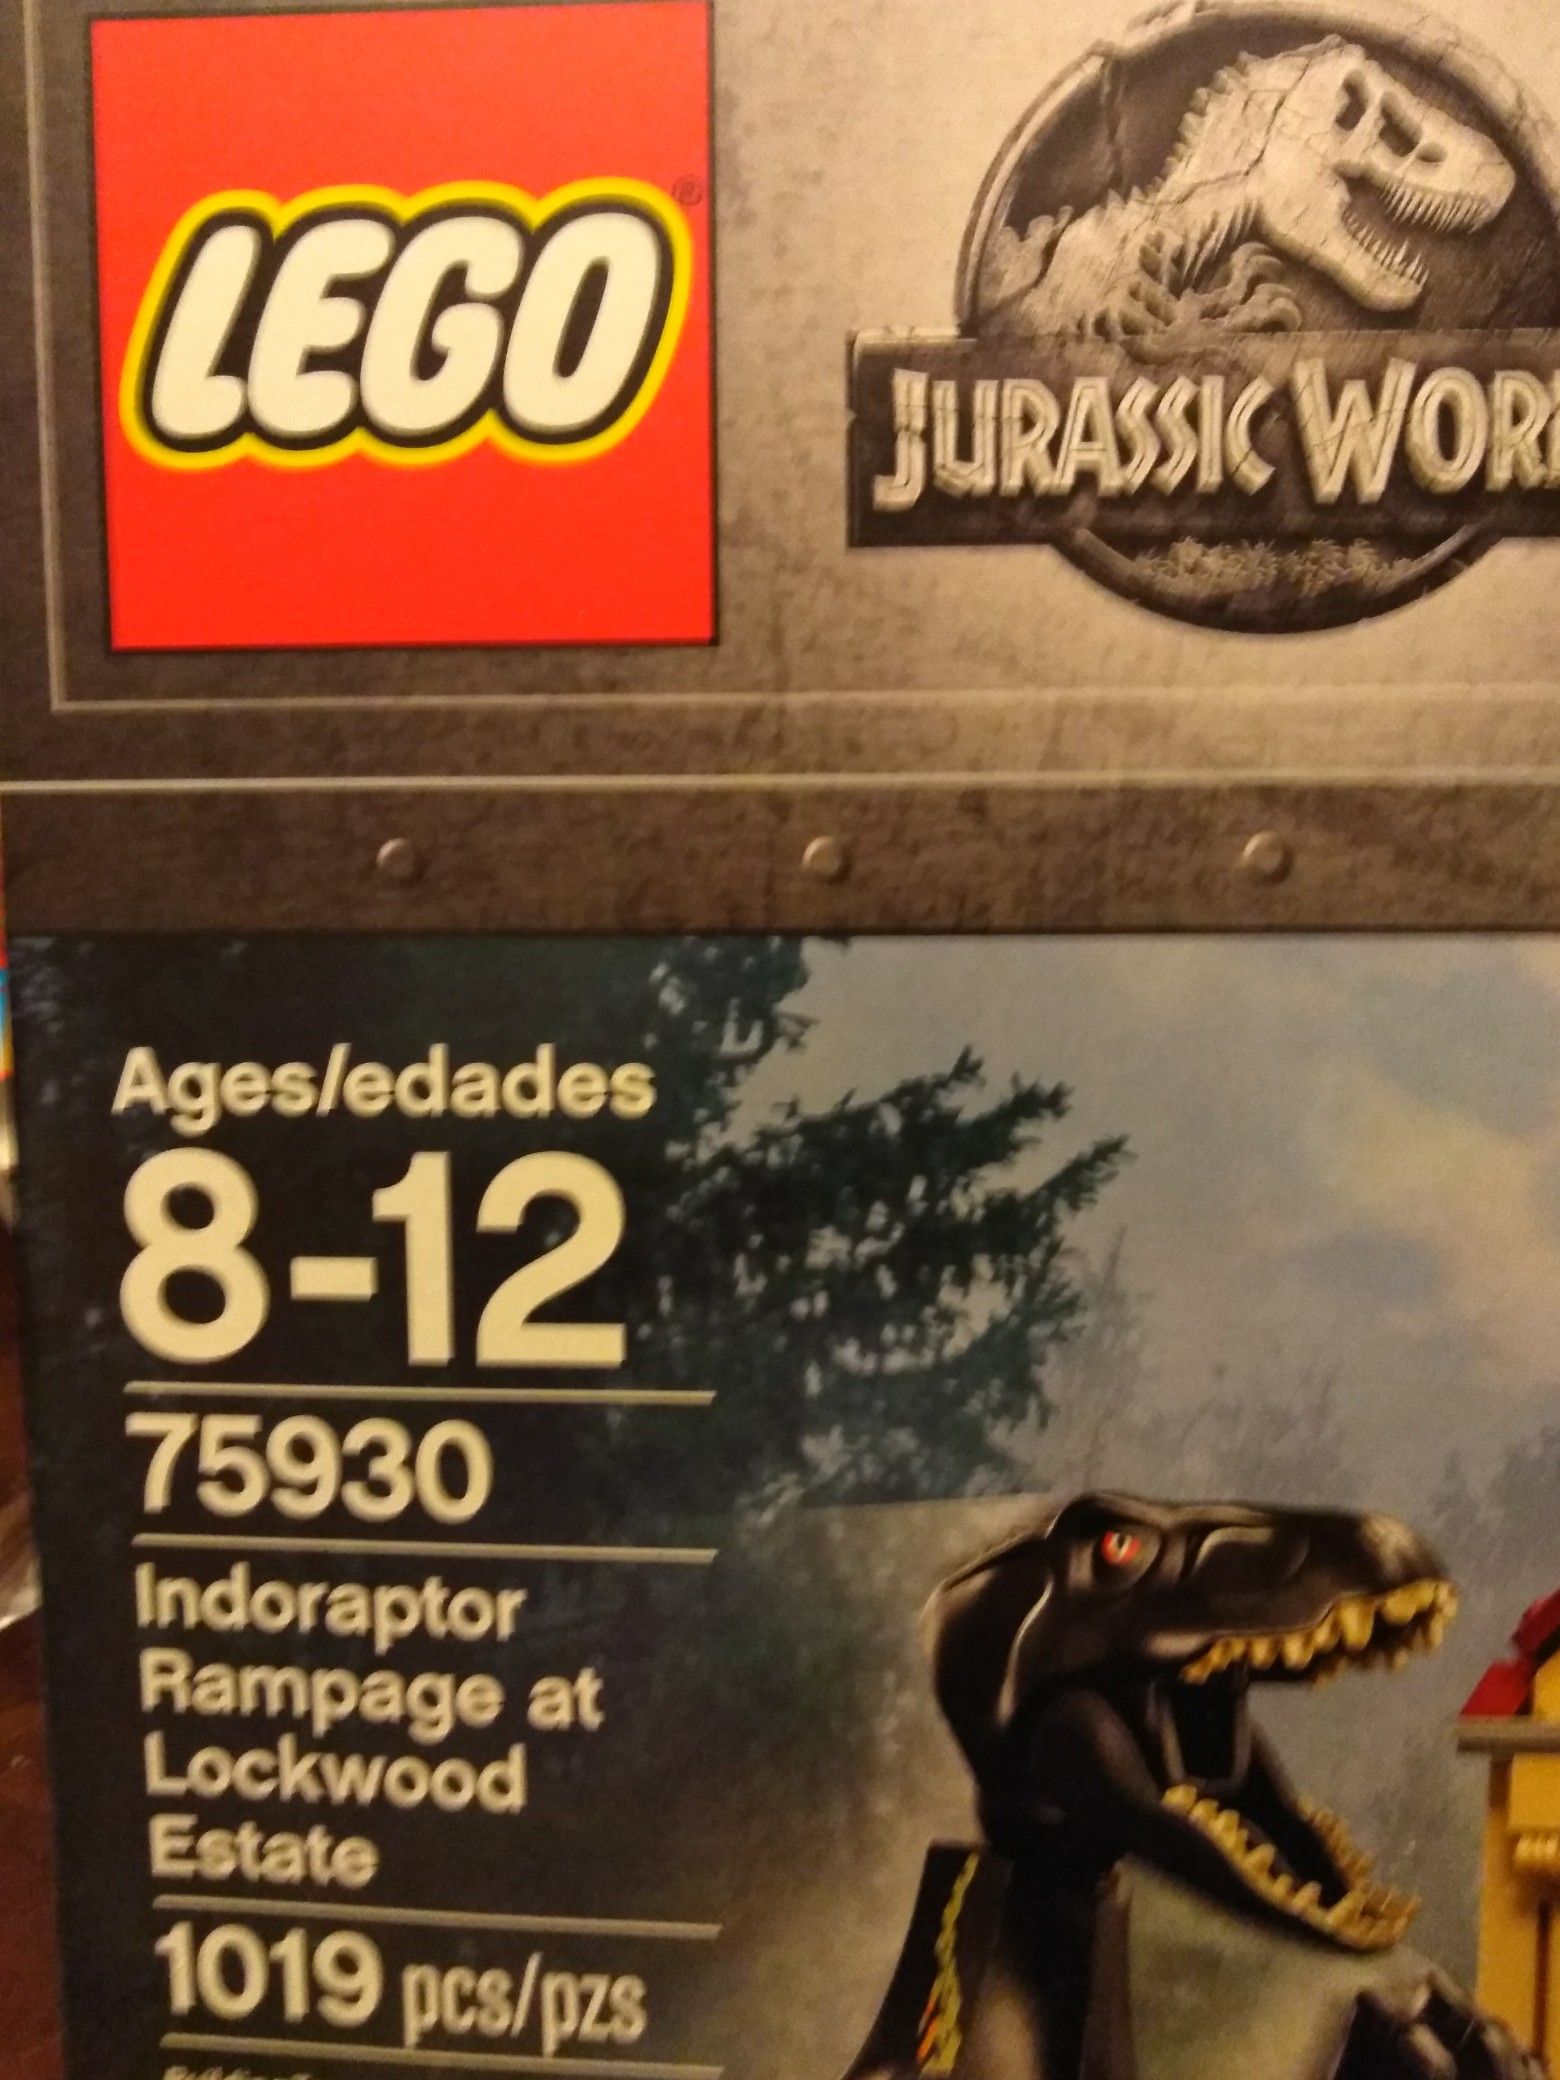 LEGO®
JURASSIC WOR
Ages/edades
8-12
75930
Indoraptor
Rampage at
Lockwood
Estate
1019 pcs/pzs